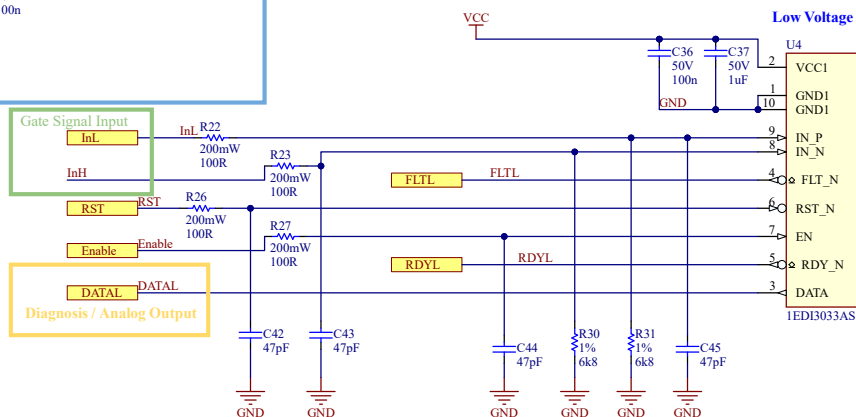 00n
VCC
Low Voltage
U4
C36
50V
100n
C37
50V
1uF
2
VCC1
GND
1
GND1
10
GND1
Gate Signal Input
InL
InL
R22
200mW
100R
9
IN_P
8
IN_N
InH
R23
200mW
100R
FLTL
FLTL
4
FLT_N
RST
RST
R26
200mW
100R
6
RST_N
Enable
Enable
R27
200mW
100R
7
EN
RDYL
RDYL
5
RDY_N
DATAL
DATAL
3
DATA
Diagnosis / Analog Output
1EDI3033AS
C42
47pF
C43
47pF
C44
47pF
R30
1%
6k8
R31
1%
6k8
C45
47pF
GND
GND
GND
GND
GND
GND